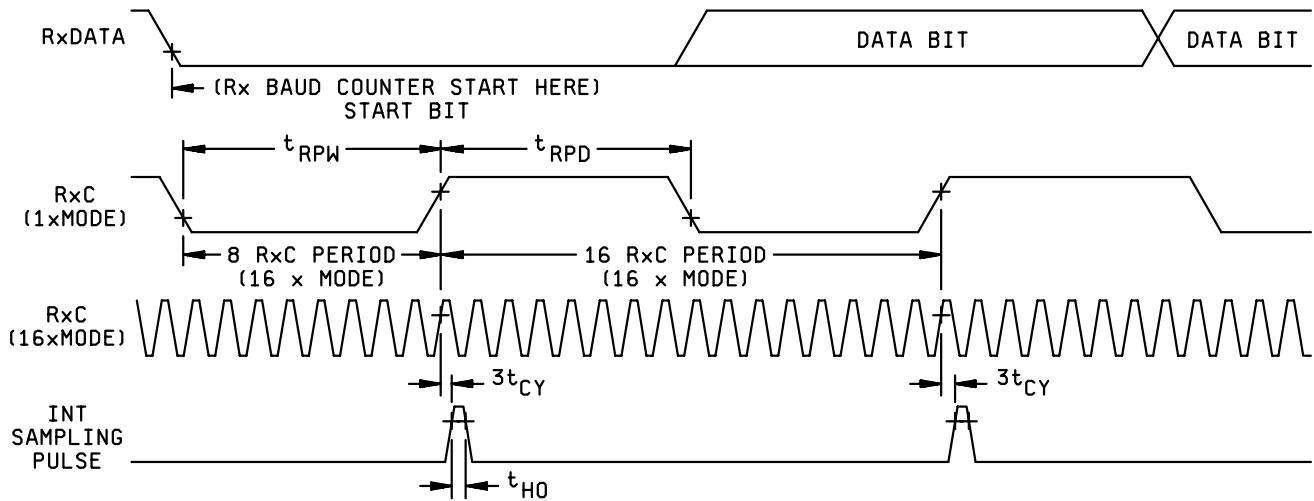 RxDATA
DATA BIT
DATA BIT
(Rx BAUD COUNTER START HERE)
START BIT
tRPW
tRPD
RxC
(1xMODE)
8 RxC PERIOD
(16 x MODE)
16 RxC PERIOD
(16 x MODE)
RxC
(16xMODE)
3tCY
3tCY
INT
SAMPLING
PULSE
tHO